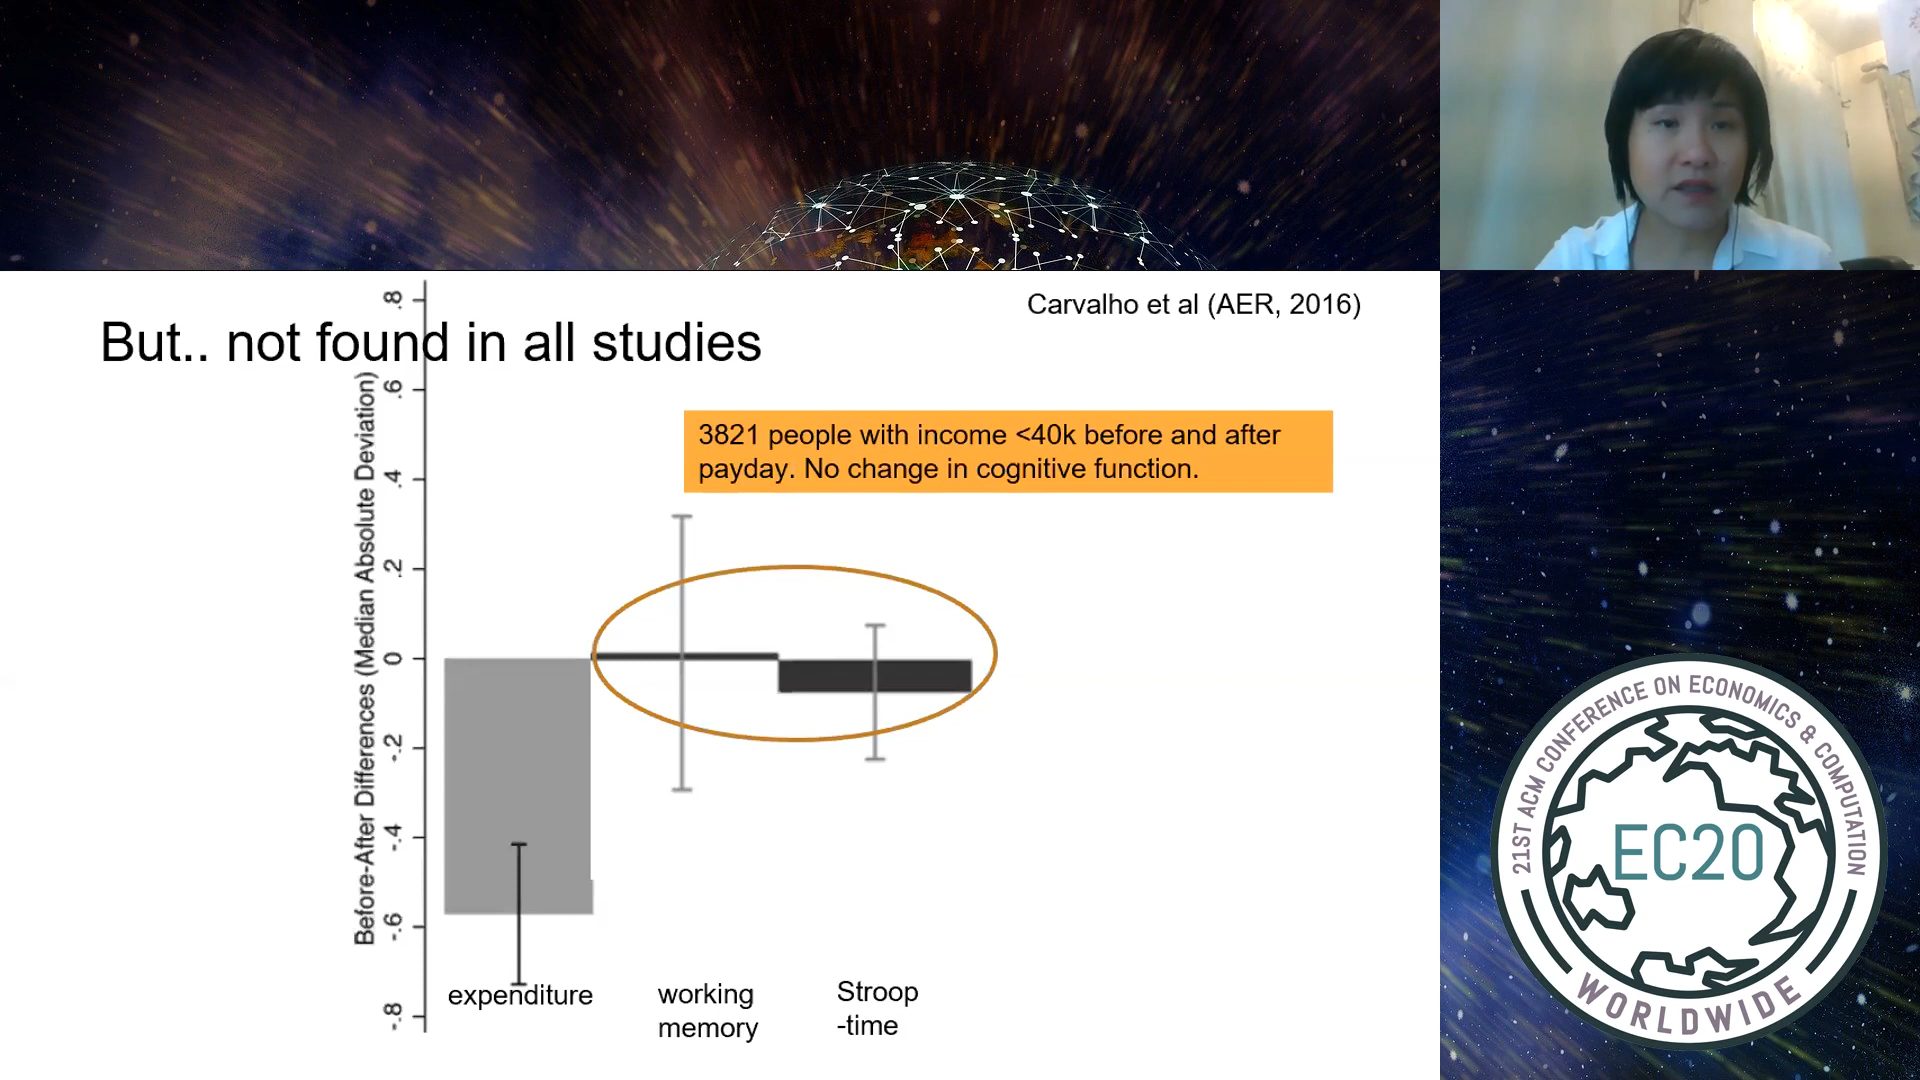 Carvalho et al (AER, 2016)
But.. not found in all studies
3821 people with income <40k before and after
payday. No change in cognitive function.
Before-After Differences (Median Absolute Deviation)
.8
.6
.4
.2
0
-.2
-.4
-.6
-.8
expenditure
working
memory
Stroop
-time
21ST ACM CONFERENCE ON ECONOMICS & COMPUTATION
EC20
WORLDWIDE